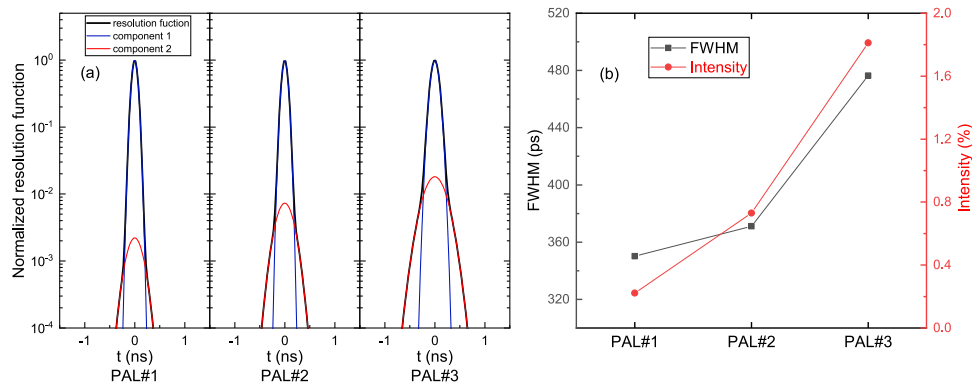 resolution fuction
component 1
component 2
(a)
Normalized resolution function
10^0
10^-1
10^-2
10^-3
10^-4
-1 0 1 -1 0 1 -1 0 1
t (ns) t (ns) t (ns)
PAL#1 PAL#2 PAL#3
(b)
FWHM
Intensity
FWHM (ps)
520
480
440
400
360
320
Intensity (%)
2.0
1.6
1.2
0.8
0.4
0.0
PAL#1 PAL#2 PAL#3